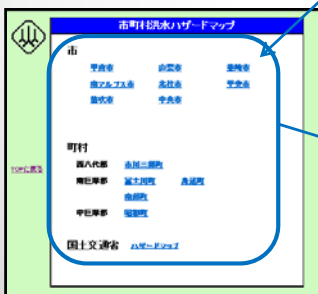 市町村洪水ハザードマップ
市
甲府市 山梨市 韮崎市
南アルプス市 北杜市 甲斐市
笛吹市 中央市
町村
西八代郡 市川三郷町
南巨摩郡 富士川町 身延町
南部町
中巨摩郡 昭和町
国土交通省 ハザードマップ
TOPに戻る